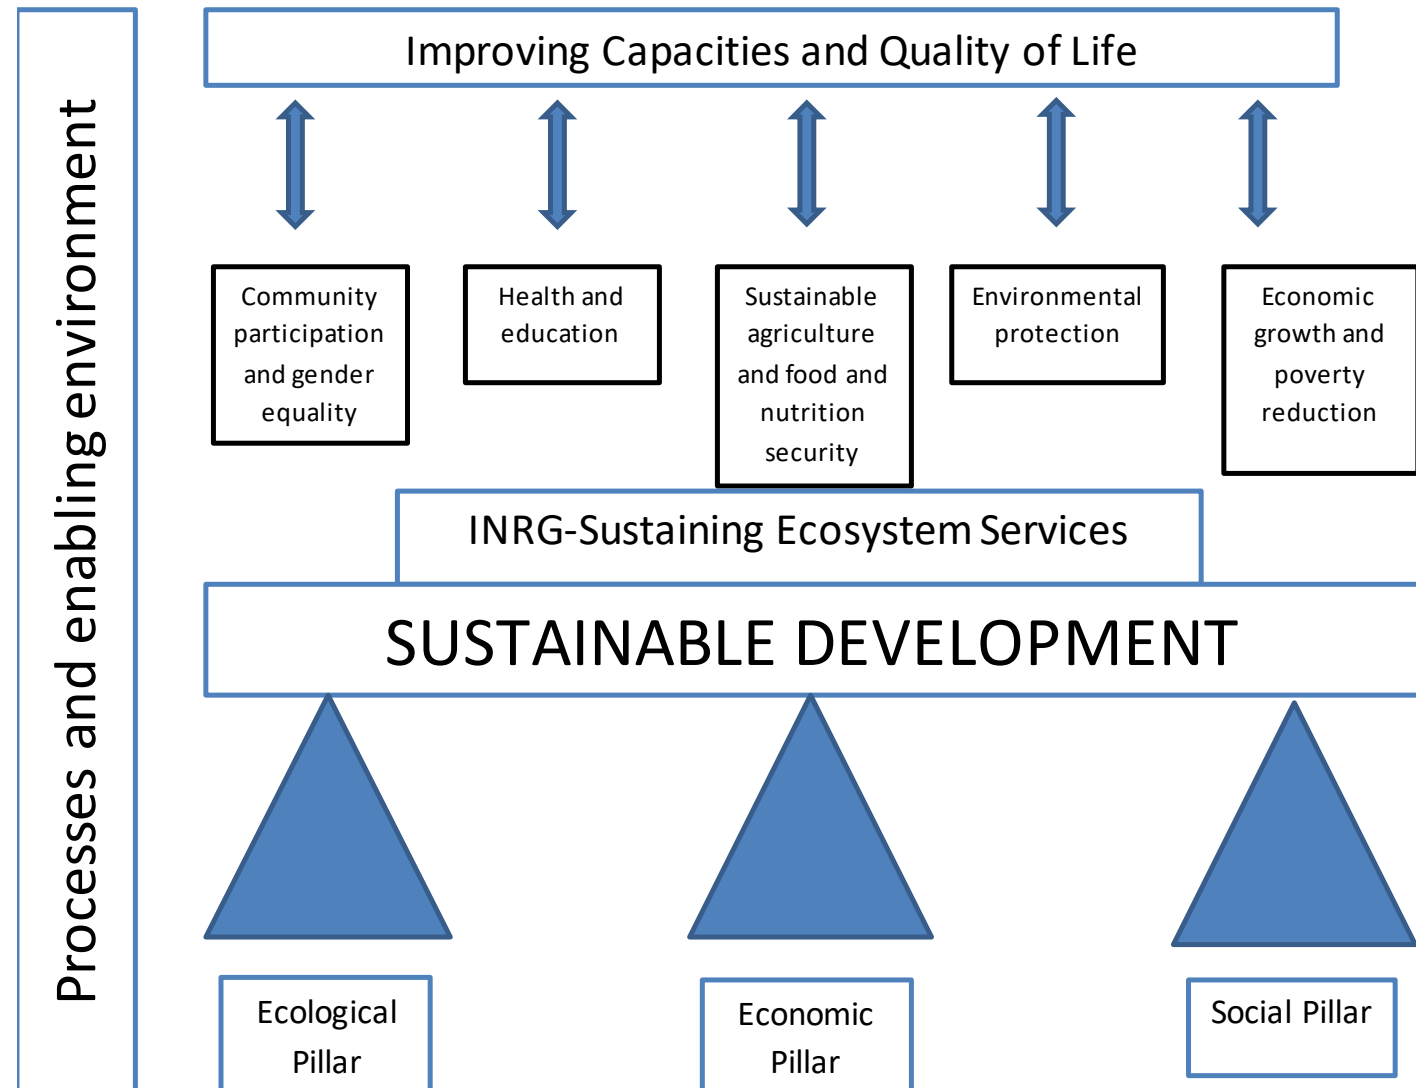 Processes and enabling environment
Improving Capacities and Quality of Life
Community
participation
and gender
equality
Health and
education
Sustainable
agriculture
and food and
nutrition
security
Environmental
protection
Economic
growth and
poverty
reduction
INRG-Sustaining Ecosystem Services
SUSTAINABLE DEVELOPMENT
Ecological
Pillar
Economic
Pillar
Social Pillar